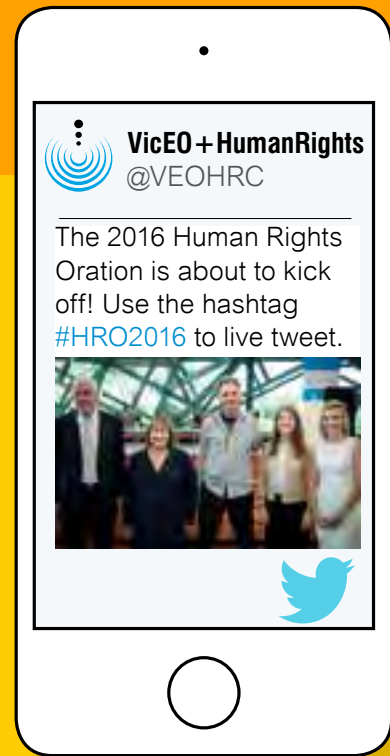 VicEO+HumanRights
@VEOHRC
The 2016 Human Rights
Oration is about to kick
off! Use the hashtag
#HRO2016 to live tweet.